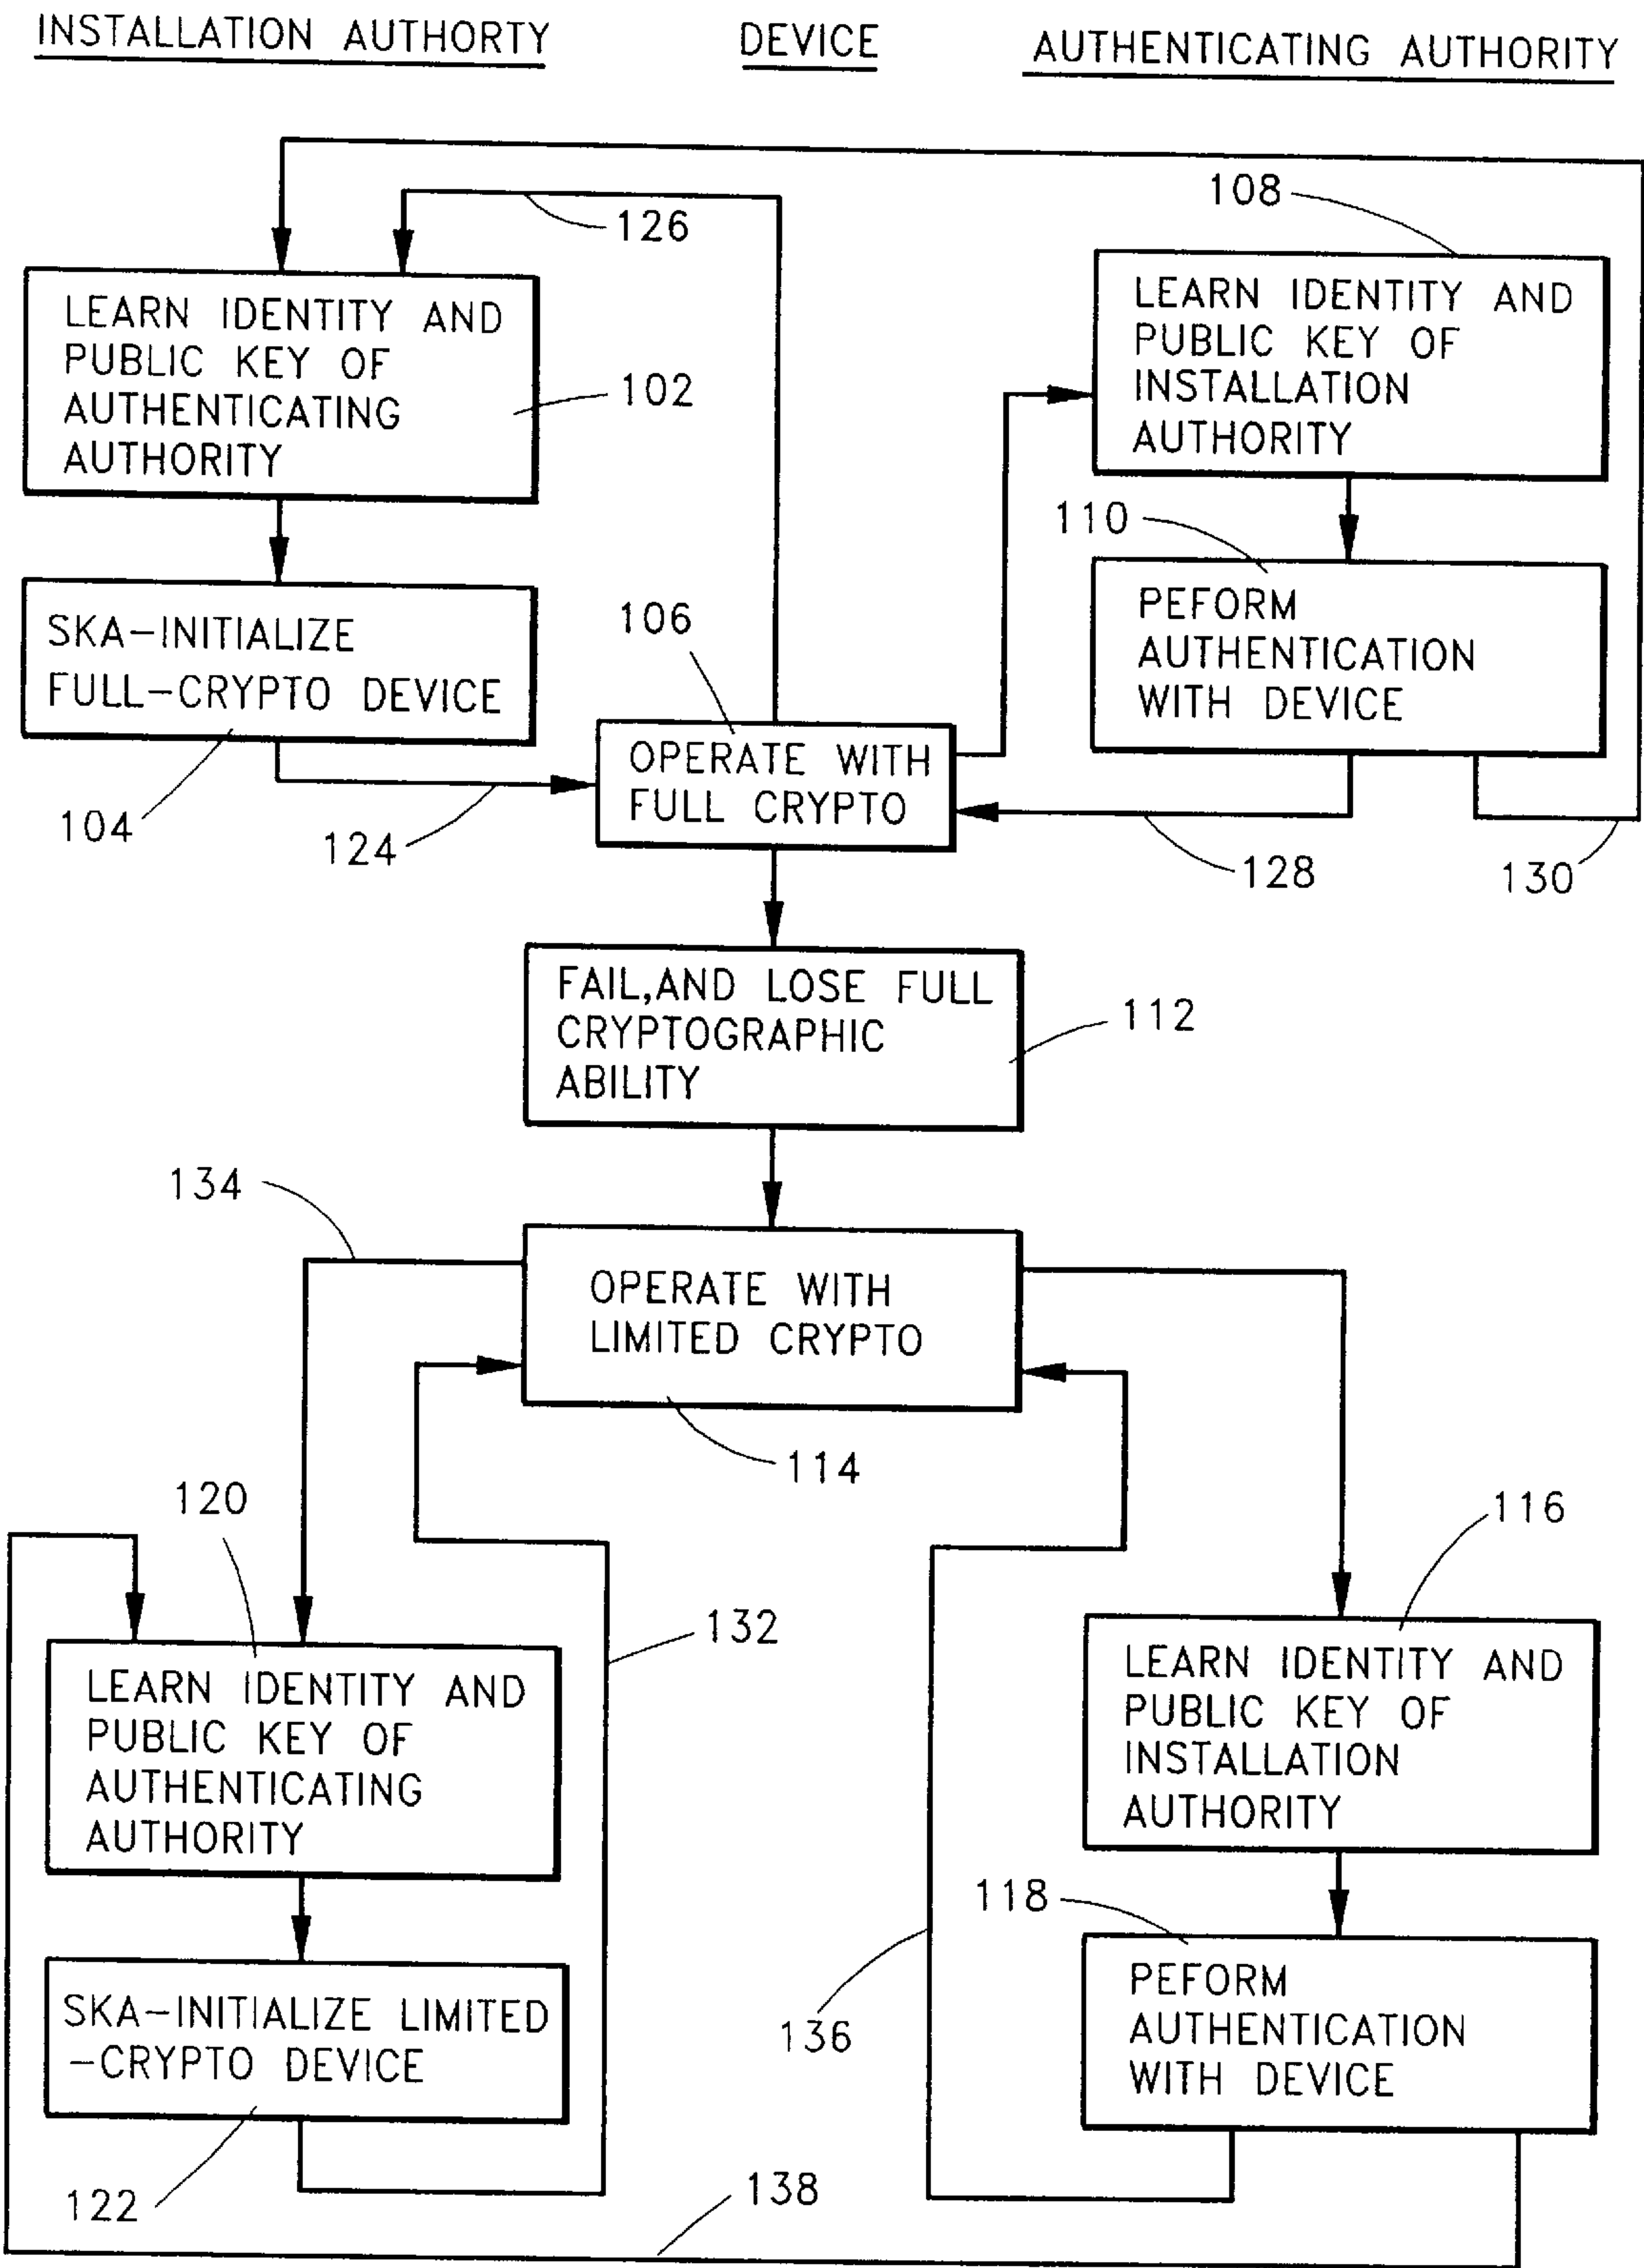 INSTALLATION AUTHORTY
DEVICE
AUTHENTICATING AUTHORITY
108
126
LEARN IDENTITY AND
PUBLIC KEY OF
AUTHENTICATING
AUTHORITY
102
LEARN IDENTITY AND
PUBLIC KEY OF
INSTALLATION
AUTHORITY
110
SKA-INITIALIZE
FULL-CRYPTO DEVICE
106
PEFORM
AUTHENTICATION
WITH DEVICE
OPERATE WITH
FULL CRYPTO
104
124
128
130
FAIL,AND LOSE FULL
CRYPTOGRAPHIC
ABILITY
112
134
OPERATE WITH
LIMITED CRYPTO
114
120
116
132
LEARN IDENTITY AND
PUBLIC KEY OF
AUTHENTICATING
AUTHORITY
LEARN IDENTITY AND
PUBLIC KEY OF
INSTALLATION
AUTHORITY
118
SKA-INITIALIZE LIMITED
-CRYPTO DEVICE
136
PEFORM
AUTHENTICATION
WITH DEVICE
122
138